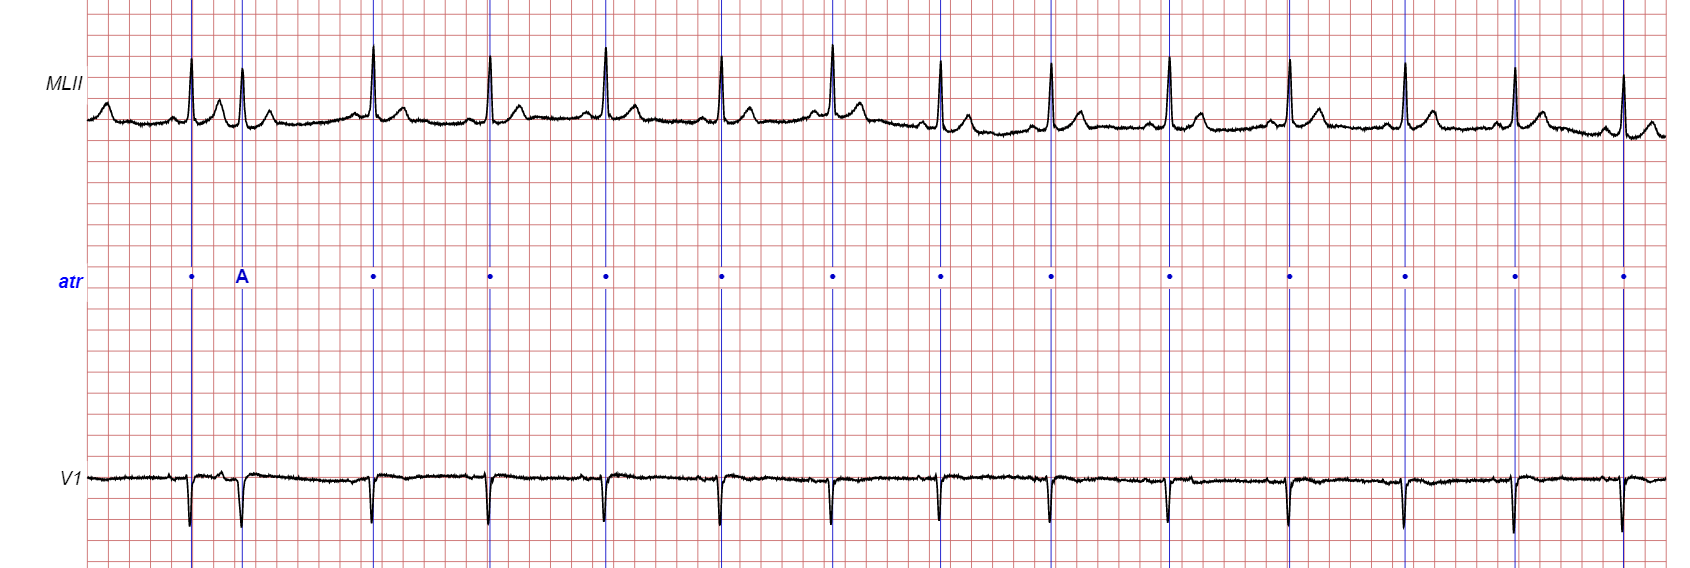 MLII
atr • A • • • • • • • • • • • •
V1